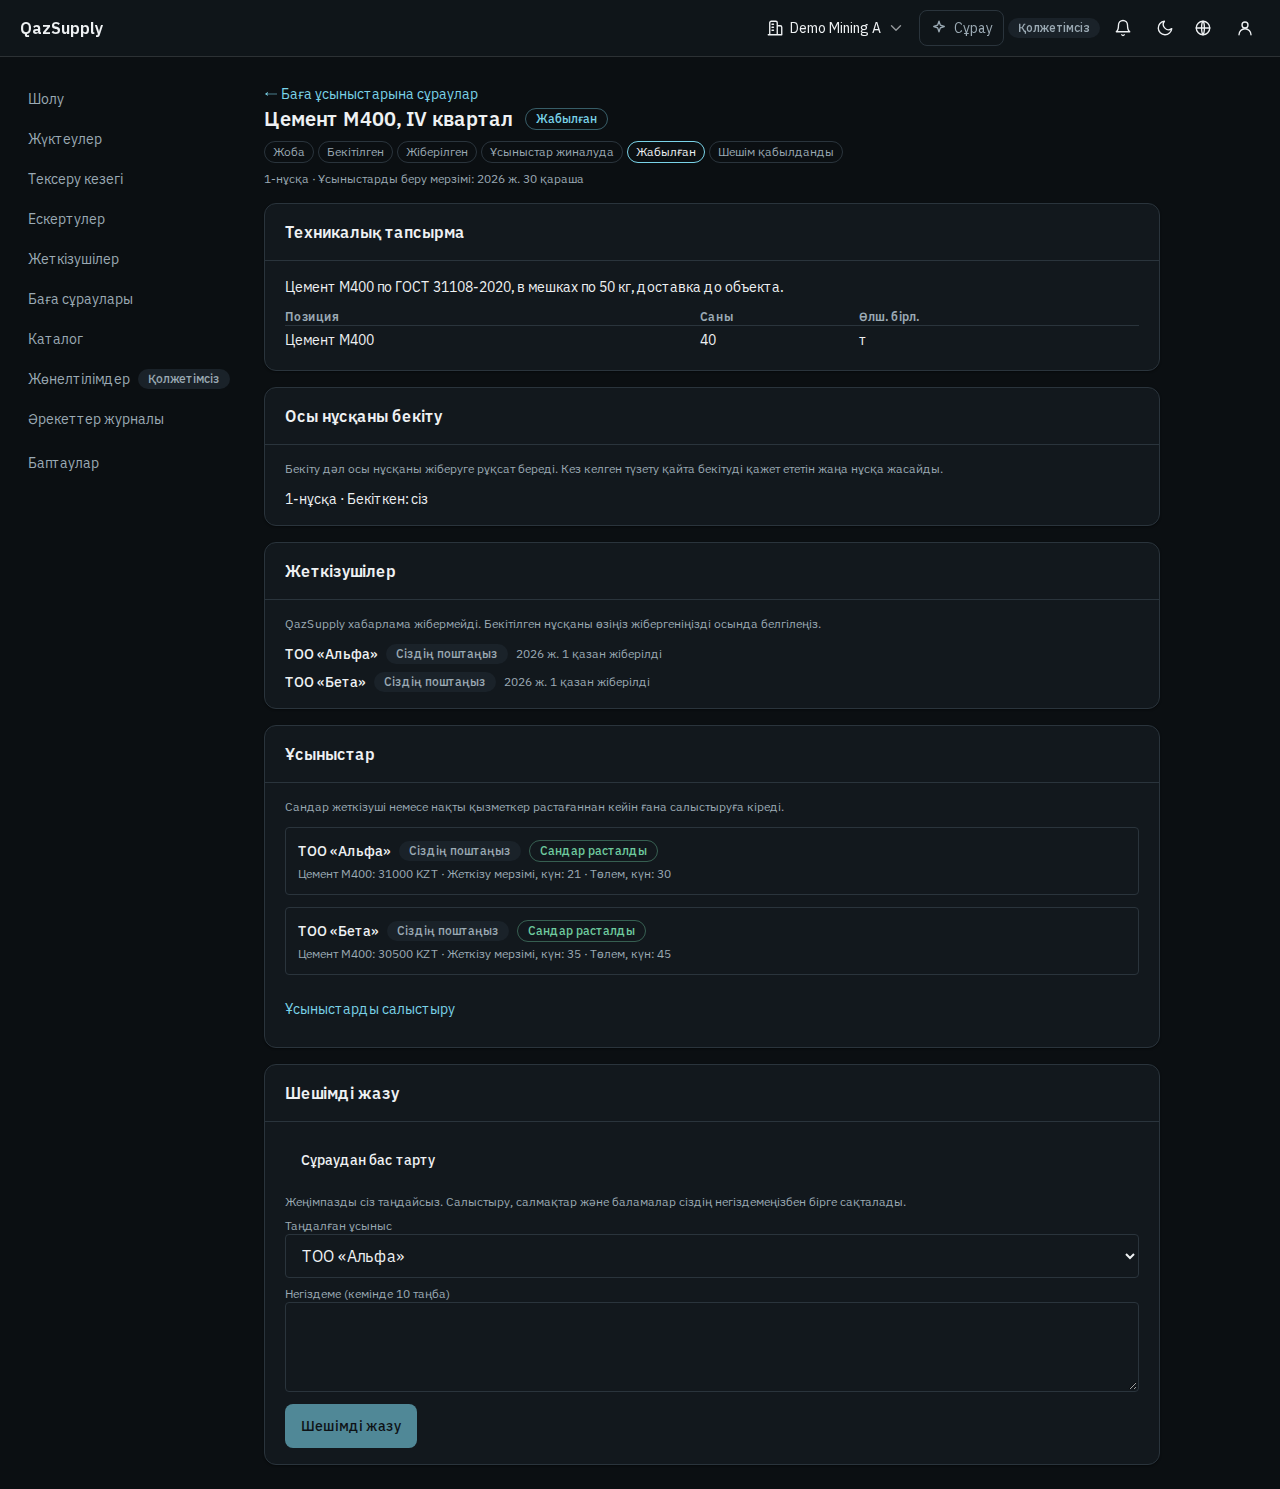 QazSupply
Demo Mining A
Сұрау
Қолжетімсіз
Шолу
Жүктеулер
Тексеру кезегі
Ескертулер
Жеткізушілер
Баға сұраулары
Каталог
Жөнелтілімдер Қолжетімсіз
Әрекеттер журналы
Баптаулар
← Баға ұсыныстарына сұраулар
Цемент М400, IV квартал Жабылған
Жоба Бекітілген Жіберілген Ұсыныстар жиналуда Жабылған Шешім қабылданды
1-нұсқа · Ұсыныстарды беру мерзімі: 2026 ж. 30 қараша
Техникалық тапсырма
Цемент М400 по ГОСТ 31108-2020, в мешках по 50 кг, доставка до объекта.
Позиция Саны Өлш. бірл.
Цемент М400 40 т
Осы нұсқаны бекіту
Бекіту дәл осы нұсқаны жіберуге рұқсат береді. Кез келген түзету қайта бекітуді қажет ететін жаңа нұсқа жасайды.
1-нұсқа · Бекіткен: сіз
Жеткізушілер
QazSupply хабарлама жібермейді. Бекітілген нұсқаны өзіңіз жібергеніңізді осында белгілеңіз.
ТОО «Альфа» Сіздің поштаңыз 2026 ж. 1 қазан жіберілді
ТОО «Бета» Сіздің поштаңыз 2026 ж. 1 қазан жіберілді
Ұсыныстар
Сандар жеткізуші немесе нақты қызметкер растағаннан кейін ғана салыстыруға кіреді.
ТОО «Альфа» Сіздің поштаңыз Сандар расталды
Цемент М400: 31000 KZT · Жеткізу мерзімі, күн: 21 · Төлем, күн: 30
ТОО «Бета» Сіздің поштаңыз Сандар расталды
Цемент М400: 30500 KZT · Жеткізу мерзімі, күн: 35 · Төлем, күн: 45
Ұсыныстарды салыстыру
Шешімді жазу
Сұраудан бас тарту
Жеңімпазды сіз таңдайсыз. Салыстыру, салмақтар және баламалар сіздің негіздемеңізбен бірге сақталады.
Таңдалған ұсыныс
ТОО «Альфа»
Негіздеме (кемінде 10 таңба)
Шешімді жазу